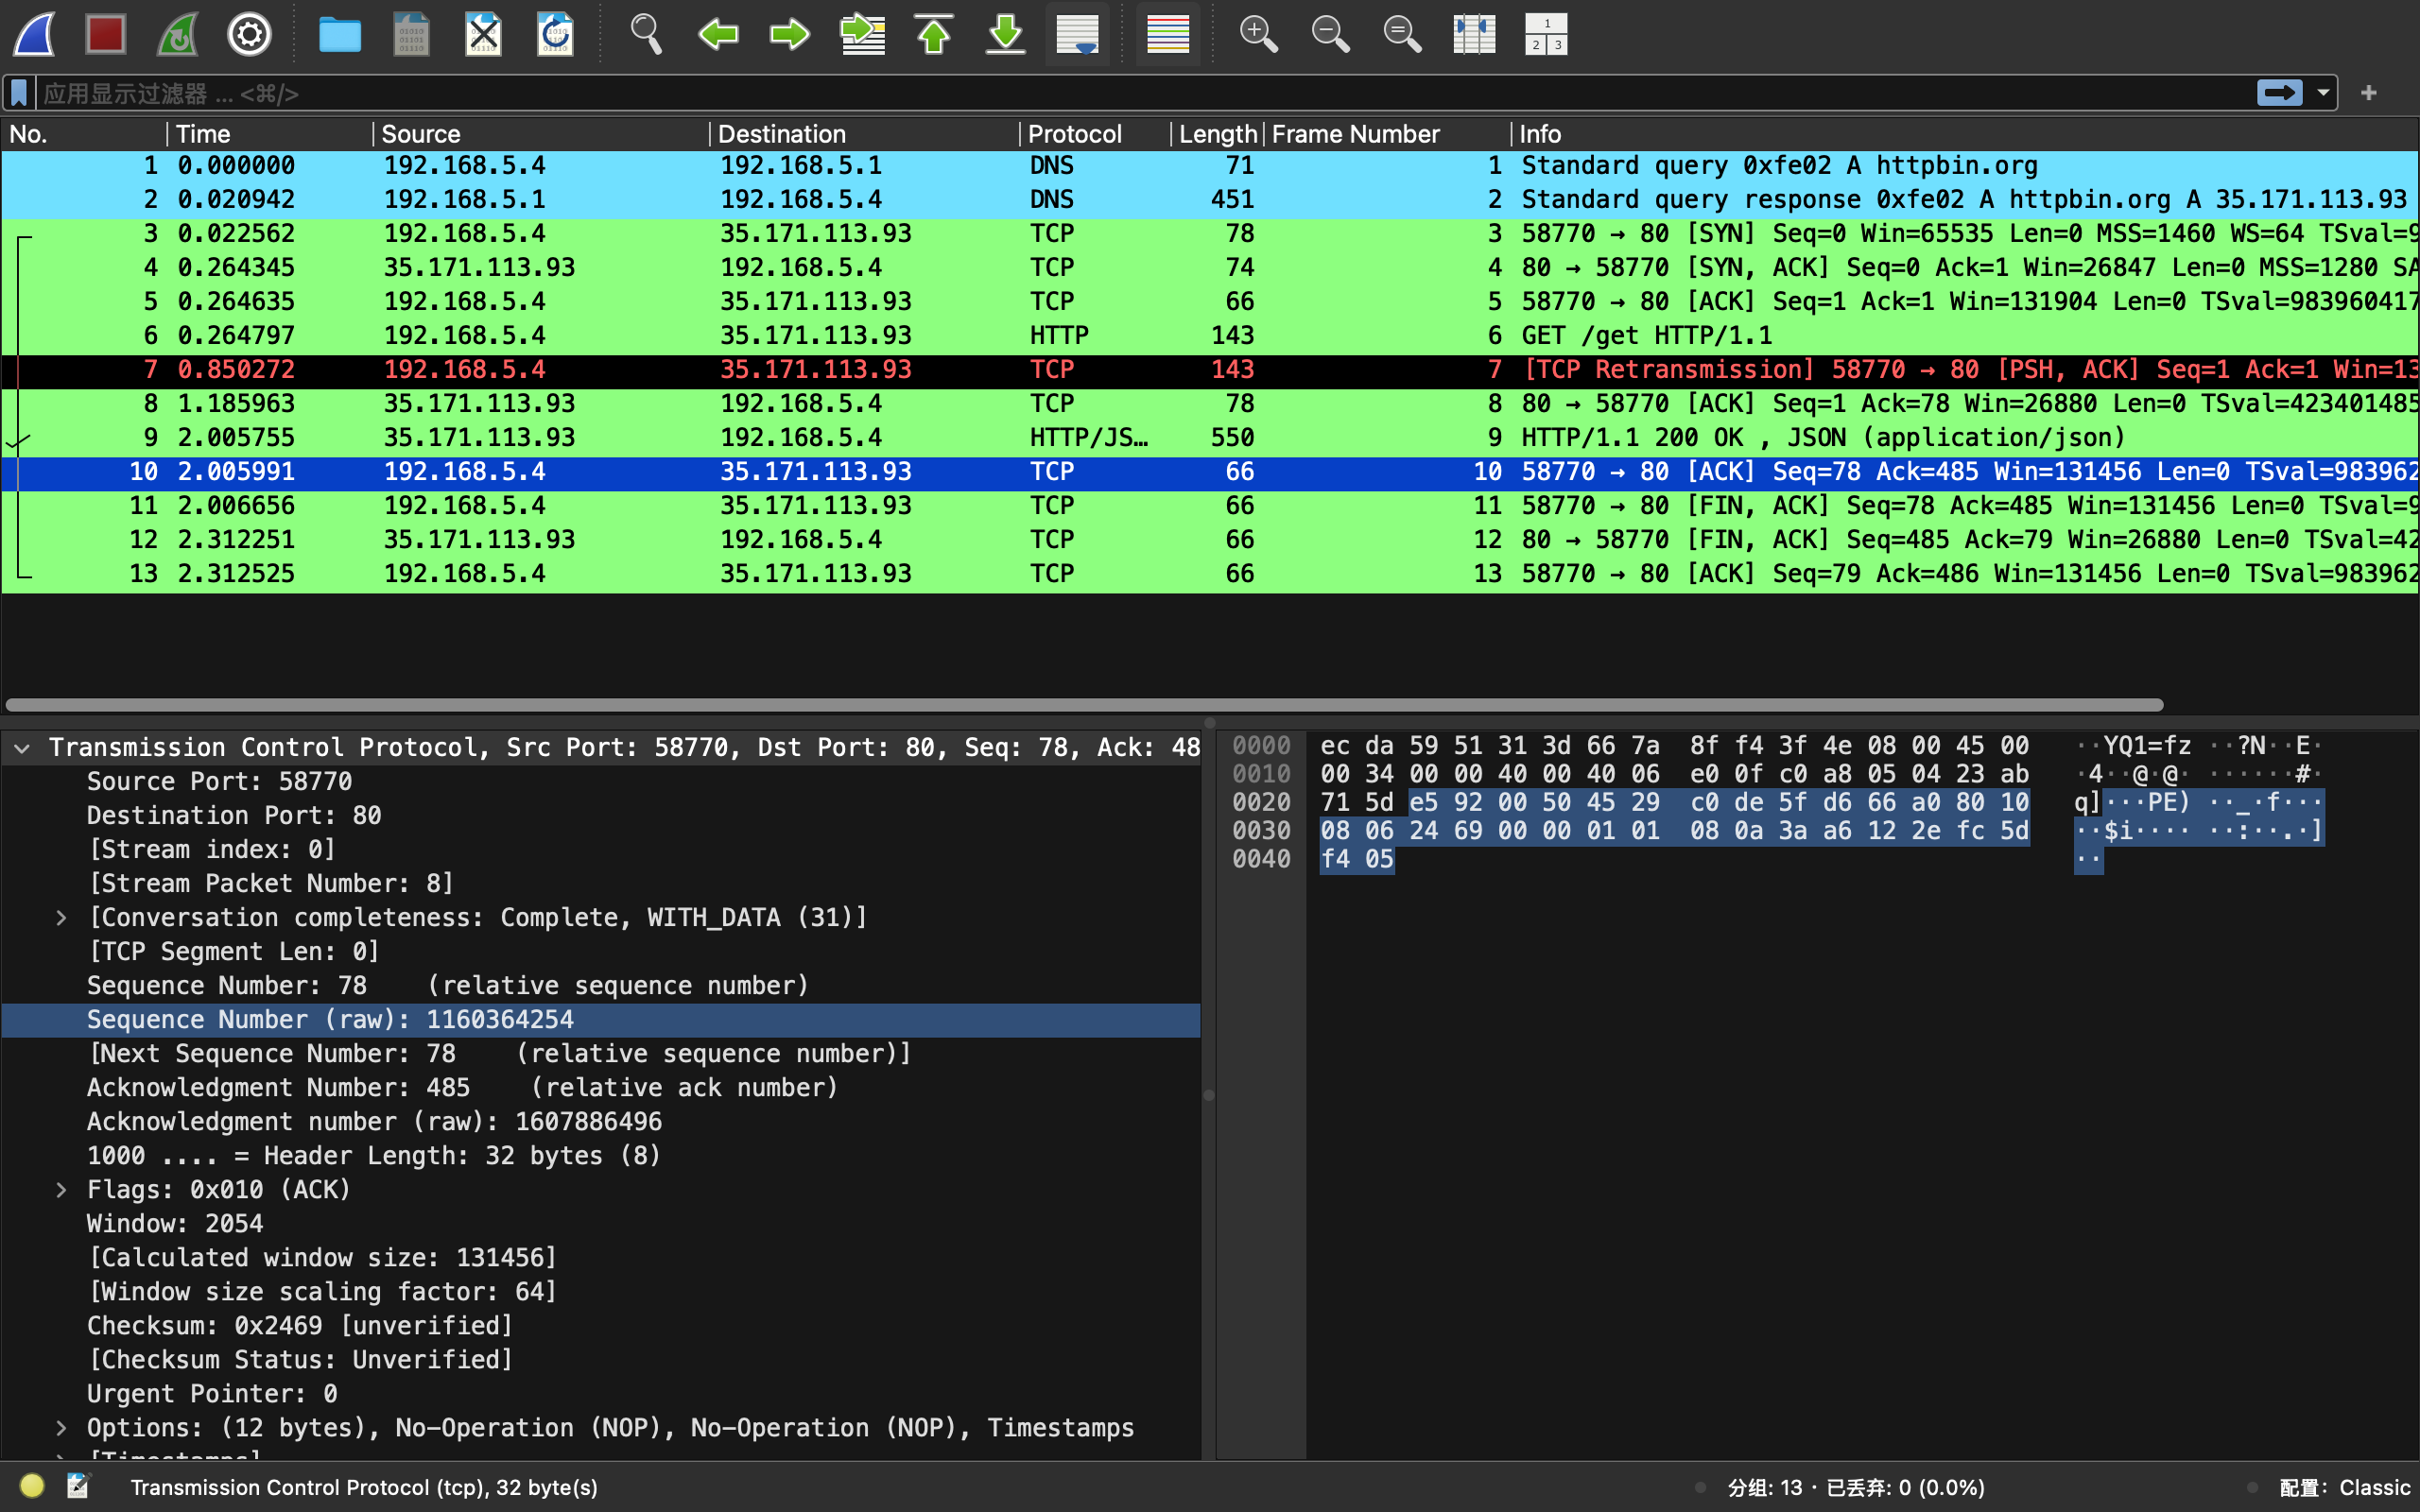 应用显示过滤器 … <⌘/>
No. Time Source Destination Protocol Length Frame Number Info
1 0.000000 192.168.5.4 192.168.5.1 DNS 71 1 Standard query 0xfe02 A httpbin.org
2 0.020942 192.168.5.1 192.168.5.4 DNS 451 2 Standard query response 0xfe02 A httpbin.org A 35.171.113.93
3 0.022562 192.168.5.4 35.171.113.93 TCP 78 3 58770 → 80 [SYN] Seq=0 Win=65535 Len=0 MSS=1460 WS=64 TSval=9
4 0.264345 35.171.113.93 192.168.5.4 TCP 74 4 80 → 58770 [SYN, ACK] Seq=0 Ack=1 Win=26847 Len=0 MSS=1280 SA
5 0.264635 192.168.5.4 35.171.113.93 TCP 66 5 58770 → 80 [ACK] Seq=1 Ack=1 Win=131904 Len=0 TSval=983960417
6 0.264797 192.168.5.4 35.171.113.93 HTTP 143 6 GET /get HTTP/1.1
7 0.850272 192.168.5.4 35.171.113.93 TCP 143 7 [TCP Retransmission] 58770 → 80 [PSH, ACK] Seq=1 Ack=1 Win=13
8 1.185963 35.171.113.93 192.168.5.4 TCP 78 8 80 → 58770 [ACK] Seq=1 Ack=78 Win=26880 Len=0 TSval=423401485
9 2.005755 35.171.113.93 192.168.5.4 HTTP/JS… 550 9 HTTP/1.1 200 OK , JSON (application/json)
10 2.005991 192.168.5.4 35.171.113.93 TCP 66 10 58770 → 80 [ACK] Seq=78 Ack=485 Win=131456 Len=0 TSval=983962
11 2.006656 192.168.5.4 35.171.113.93 TCP 66 11 58770 → 80 [FIN, ACK] Seq=78 Ack=485 Win=131456 Len=0 TSval=9
12 2.312251 35.171.113.93 192.168.5.4 TCP 66 12 80 → 58770 [FIN, ACK] Seq=485 Ack=79 Win=26880 Len=0 TSval=42
13 2.312525 192.168.5.4 35.171.113.93 TCP 66 13 58770 → 80 [ACK] Seq=79 Ack=486 Win=131456 Len=0 TSval=983962
Transmission Control Protocol, Src Port: 58770, Dst Port: 80, Seq: 78, Ack: 48
Source Port: 58770
Destination Port: 80
[Stream index: 0]
[Stream Packet Number: 8]
[Conversation completeness: Complete, WITH_DATA (31)]
[TCP Segment Len: 0]
Sequence Number: 78 (relative sequence number)
Sequence Number (raw): 1160364254
[Next Sequence Number: 78 (relative sequence number)]
Acknowledgment Number: 485 (relative ack number)
Acknowledgment number (raw): 1607886496
1000 .... = Header Length: 32 bytes (8)
Flags: 0x010 (ACK)
Window: 2054
[Calculated window size: 131456]
[Window size scaling factor: 64]
Checksum: 0x2469 [unverified]
[Checksum Status: Unverified]
Urgent Pointer: 0
Options: (12 bytes), No-Operation (NOP), No-Operation (NOP), Timestamps
[Timestamps]
0000 ec da 59 51 31 3d 66 7a 8f f4 3f 4e 08 00 45 00 ··YQ1=fz ··?N··E·
0010 00 34 00 00 40 00 40 06 e0 0f c0 a8 05 04 23 ab ·4··@·@· ······#·
0020 71 5d e5 92 00 50 45 29 c0 de 5f d6 66 a0 80 10 q]···PE) ··_·f···
0030 08 06 24 69 00 00 01 01 08 0a 3a a6 12 2e fc 5d ··$i···· ··:··.·]
0040 f4 05 ··
Transmission Control Protocol (tcp), 32 byte(s)
分组: 13 · 已丢弃: 0 (0.0%)
配置: Classic